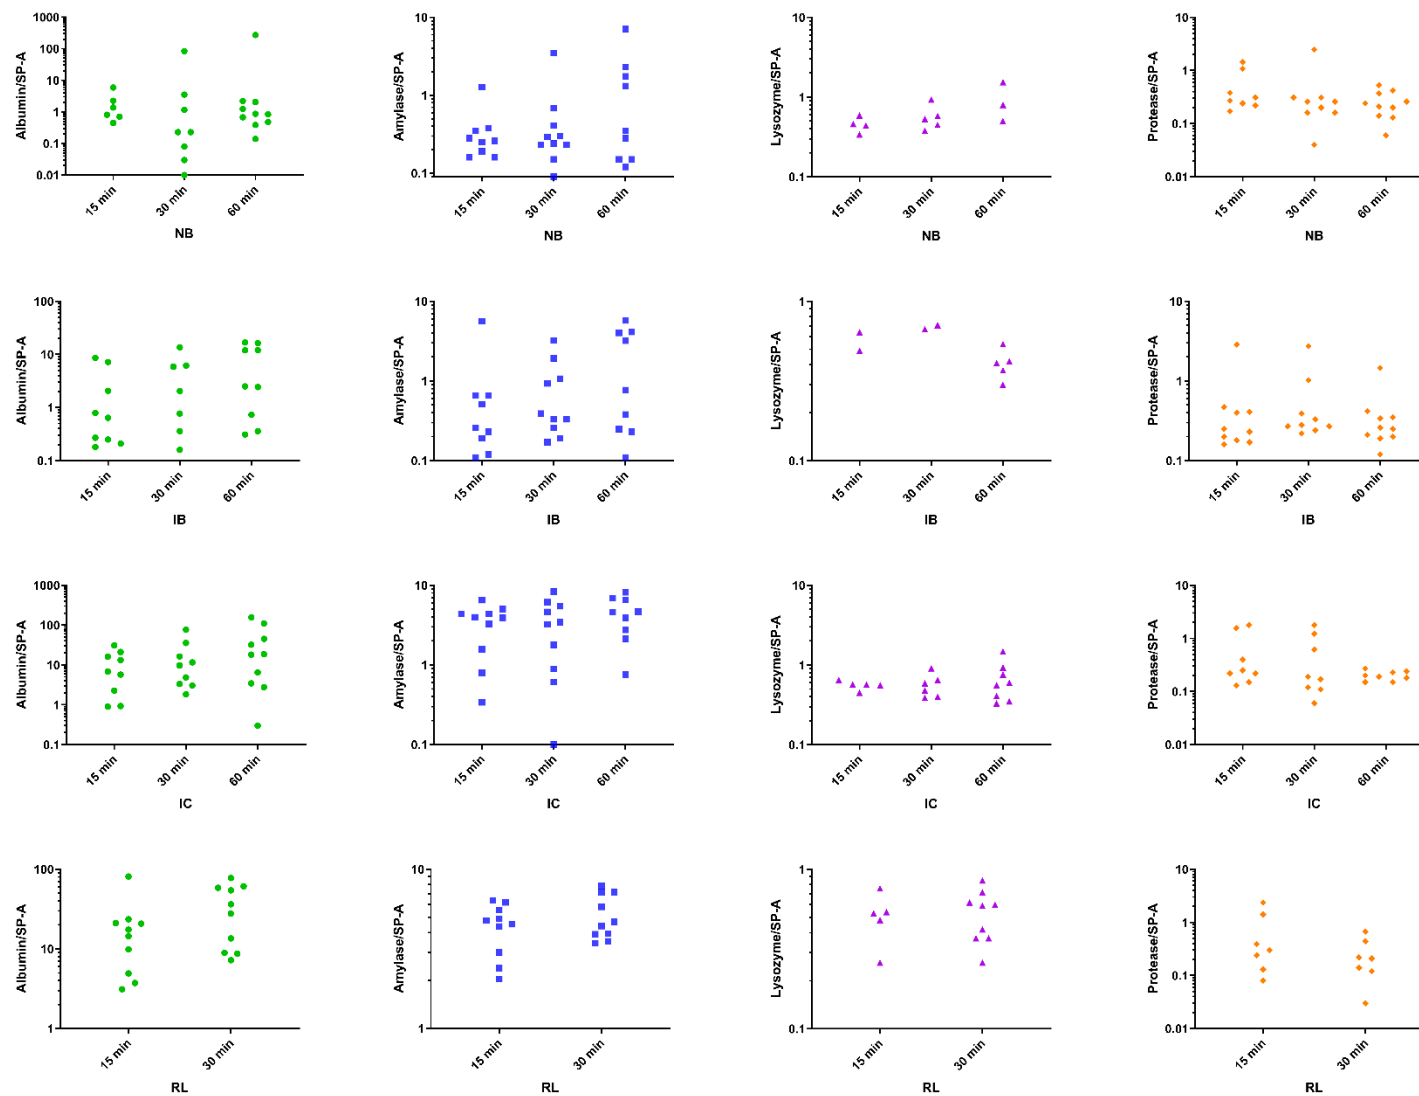 Albumin/SP-A
1000
100
10
1
0.1
0.01
15 min
30 min
60 min
NB
Amylase/SP-A
10
1
0.1
15 min
30 min
60 min
NB
Lysozyme/SP-A
10
1
0.1
15 min
30 min
60 min
NB
Protease/SP-A
10
1
0.1
0.01
15 min
30 min
60 min
NB
Albumin/SP-A
100
10
1
0.1
15 min
30 min
60 min
IB
Amylase/SP-A
10
1
0.1
15 min
30 min
60 min
IB
Lysozyme/SP-A
1
0.1
15 min
30 min
60 min
IB
Protease/SP-A
10
1
0.1
15 min
30 min
60 min
IB
Albumin/SP-A
1000
100
10
1
0.1
15 min
30 min
60 min
IC
Amylase/SP-A
10
1
0.1
15 min
30 min
60 min
IC
Lysozyme/SP-A
10
1
0.1
15 min
30 min
60 min
IC
Protease/SP-A
10
1
0.1
0.01
15 min
30 min
60 min
IC
Albumin/SP-A
100
10
1
15 min
30 min
RL
Amylase/SP-A
10
1
15 min
30 min
RL
Lysozyme/SP-A
1
0.1
15 min
30 min
RL
Protease/SP-A
10
1
0.1
0.01
15 min
30 min
RL